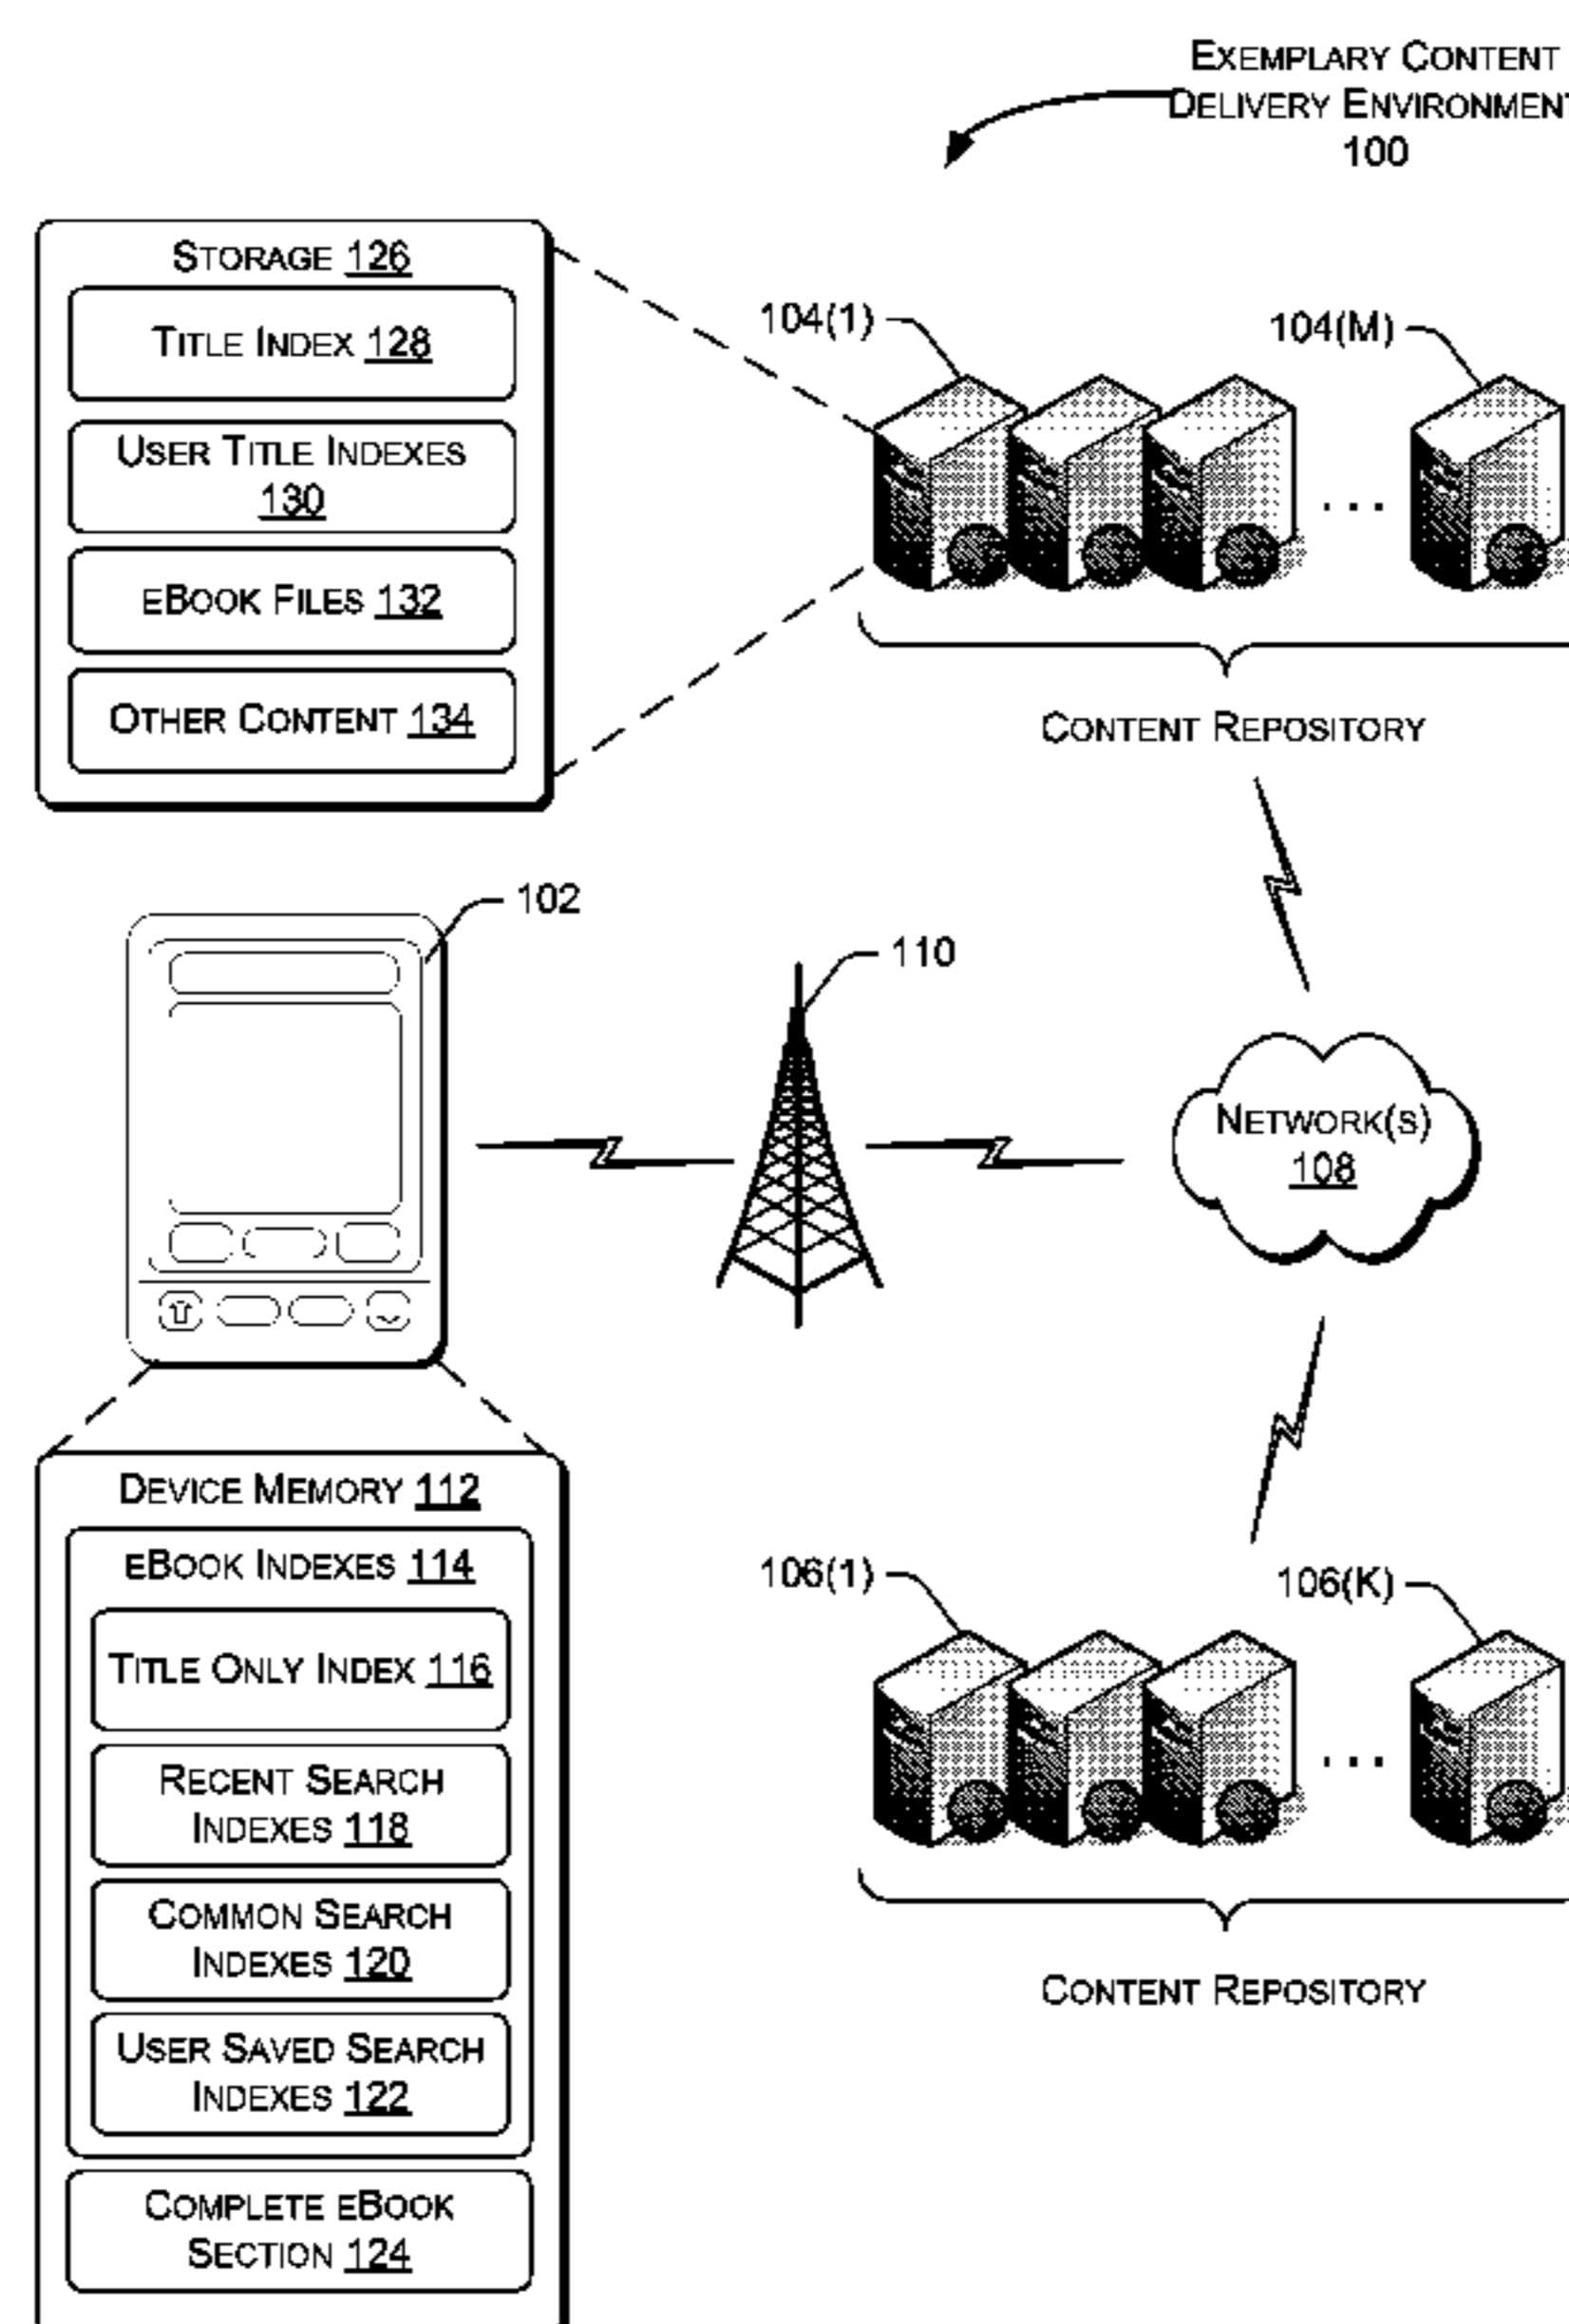 EXEMPLARY CONTENT
DELIVERY ENVIRONMENT
100
STORAGE 126
TITLE INDEX 128
USER TITLE INDEXES
130
EBOOK FILES 132
OTHER CONTENT 134
104(1)
104(M)
...
CONTENT REPOSITORY
102
110
NETWORK(S)
108
DEVICE MEMORY 112
EBOOK INDEXES 114
TITLE ONLY INDEX 116
RECENT SEARCH
INDEXES 118
COMMON SEARCH
INDEXES 120
USER SAVED SEARCH
INDEXES 122
COMPLETE EBOOK
SECTION 124
106(1)
106(K)
...
CONTENT REPOSITORY